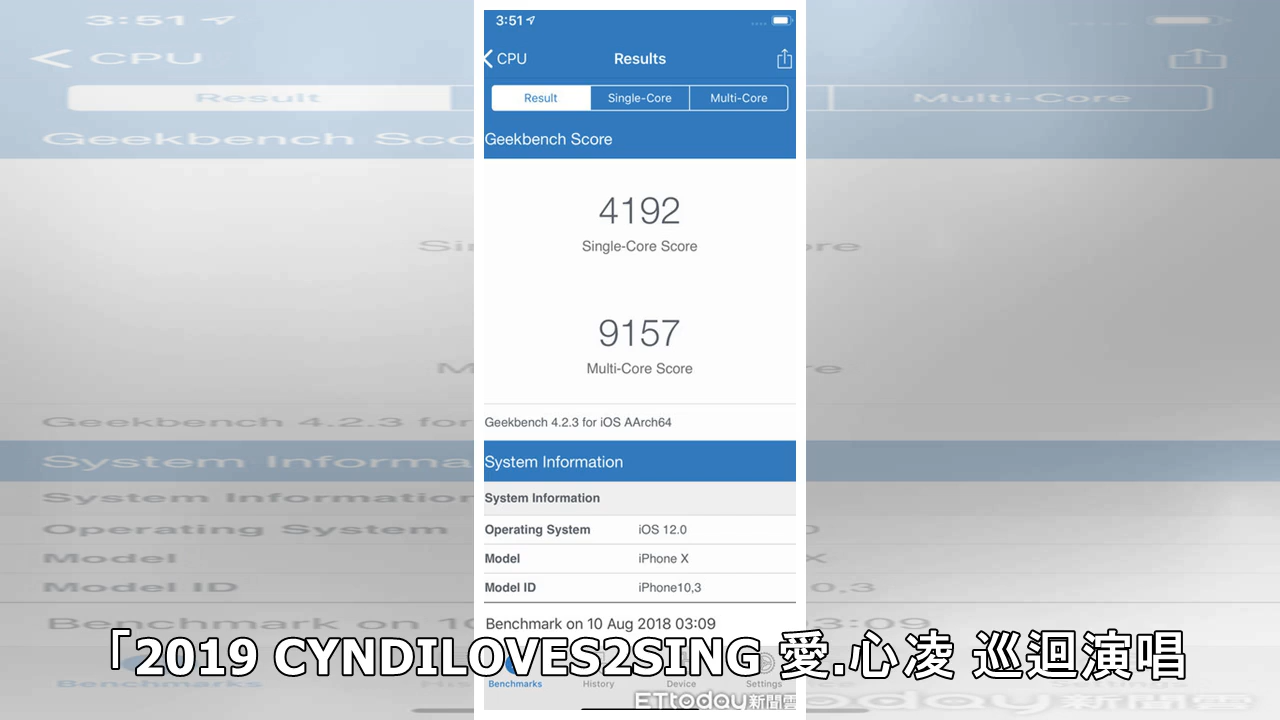 3:51
CPU
Results
Result Single-Core Multi-Core
Geekbench Score
4192
Single-Core Score
9157
Multi-Core Score
Geekbench 4.2.3 for iOS AArch64
System Information
System Information
Operating System iOS 12.0
Model iPhone X
Model ID iPhone10,3
Benchmark on 10 Aug 2018 03:09
「2019 CYNDILOVES2SING 愛.心凌 巡迴演唱
Benchmarks History Device Settings
ETtoday新聞雲